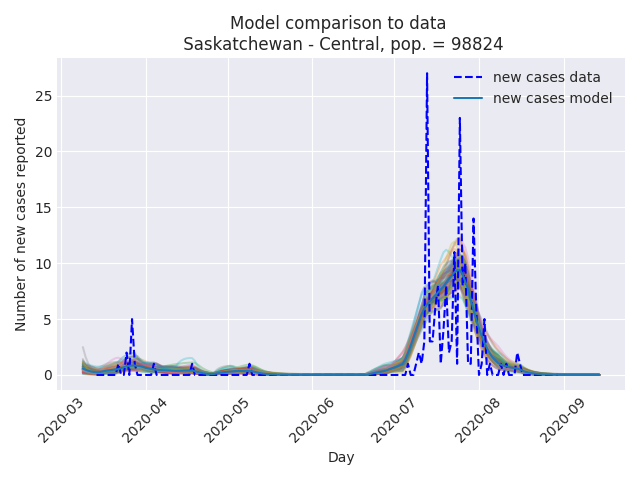 Model comparison to data
Saskatchewan - Central, pop. = 98824
new cases data
new cases model
Number of new cases reported
25
20
15
10
5
0
2020-03
2020-04
2020-05
2020-06
2020-07
2020-08
2020-09
Day